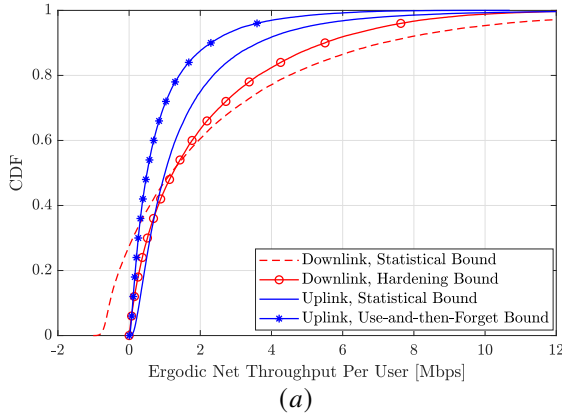 1
0.8
0.6
0.4
0.2
0
CDF
Downlink, Statistical Bound
Downlink, Hardening Bound
Uplink, Statistical Bound
Uplink, Use-and-then-Forget Bound
-2 0 2 4 6 8 10 12
Ergodic Net Throughput Per User [Mbps]
(a)